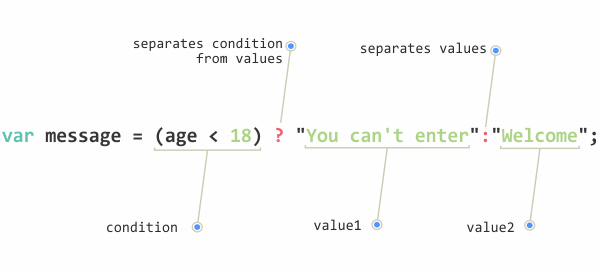 separates condition
from values
separates values
var message = (age < 18) ? "You can't enter":"Welcome";
condition
value1
value2